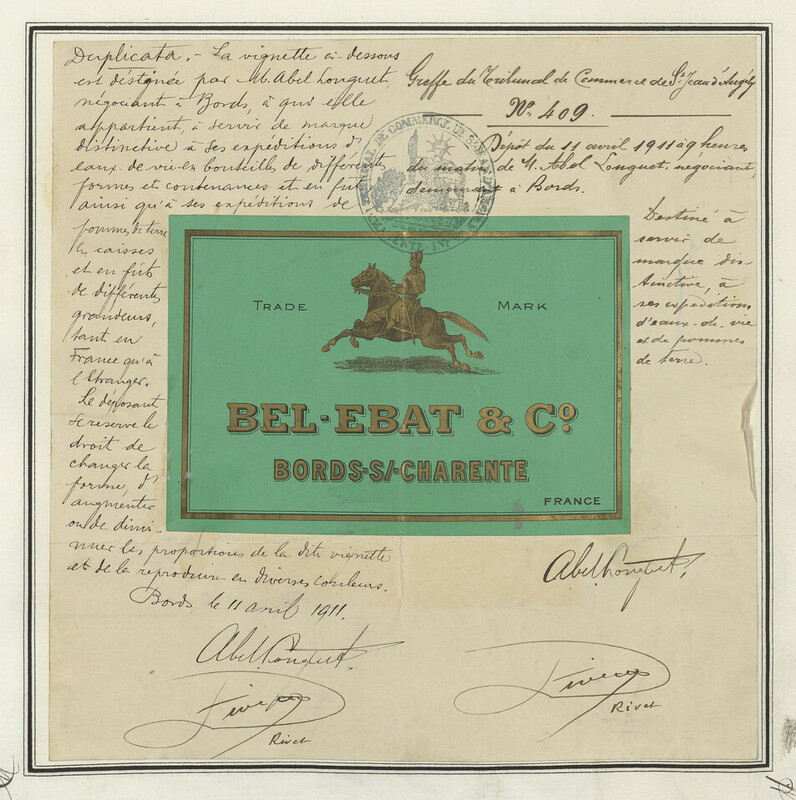 Duplicata. - La vignette ci-dessous
est déstinée par M. Abel Longuet
négociant à Bords, à qui elle
appartient, à servir de marque
distinctive à ses expéditions d'
eaux-de-vie en bouteilles de différentes
formes et contenances et en fûts
ainsi qu'à ses expéditions de
pommes de terre
en caisses
et en fûts
de différentes
grandeurs,
tant en
France qu'à
l'Etranger.
Le déposant
se reserve le
droit de
changer la
forme, d'
augmenter
ou de dimi-
nuer les proportions de la dite vignette
et de la reproduire en diverses couleurs.
Bords, le 11 avril 1911.
Abel Longuet
Rivet
Greffe du Tribunal de Commerce de St Jean d'Angély
No 409.
Dépôt du 11 avril 1911 à 9 heures
du matin de M. Abel Longuet, négociant,
demeurant à Bords.
Destiné à
servir de
marque dis-
tinctive, à
ses expéditions
d'eaux-de-vie
et de pommes
de terre.
TRADE MARK
BEL-EBAT & Co
BORDS-S/-CHARENTE
FRANCE
Abel Longuet
Rivet